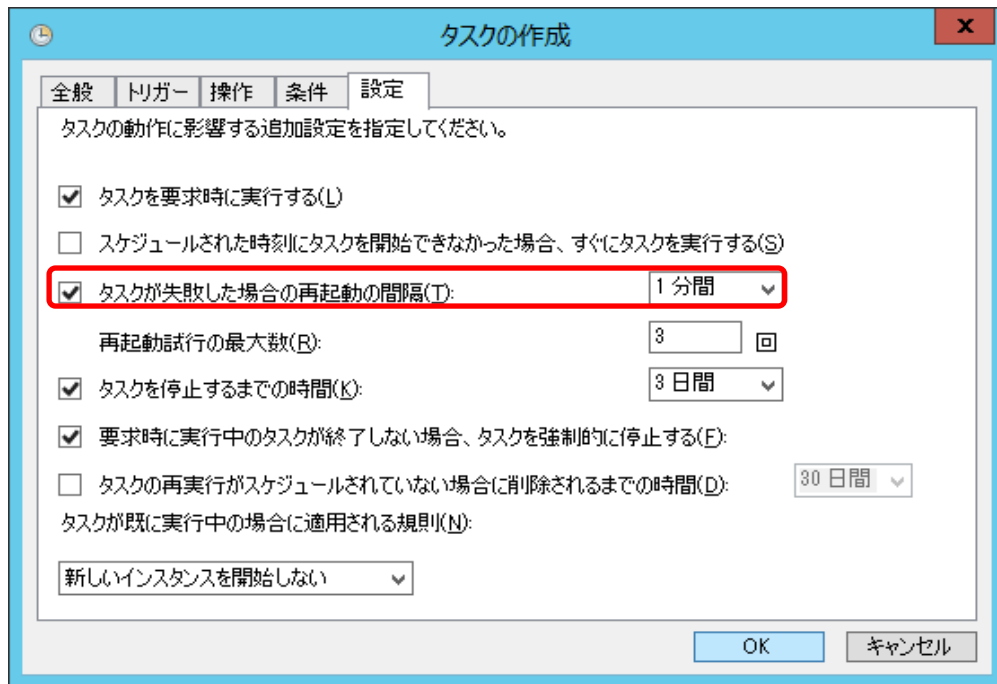 タスクの作成
全般 トリガー 操作 条件 設定
タスクの動作に影響する追加設定を指定してください。
タスクを要求時に実行する(L)
スケジュールされた時刻にタスクを開始できなかった場合、すぐにタスクを実行する(S)
タスクが失敗した場合の再起動の間隔(T): 1 分間
再起動試行の最大数(R): 3 回
タスクを停止するまでの時間(K): 3 日間
要求時に実行中のタスクが終了しない場合、タスクを強制的に停止する(F):
タスクの再実行がスケジュールされていない場合に削除されるまでの時間(D): 30 日間
タスクが既に実行中の場合に適用される規則(N):
新しいインスタンスを開始しない
OK キャンセル